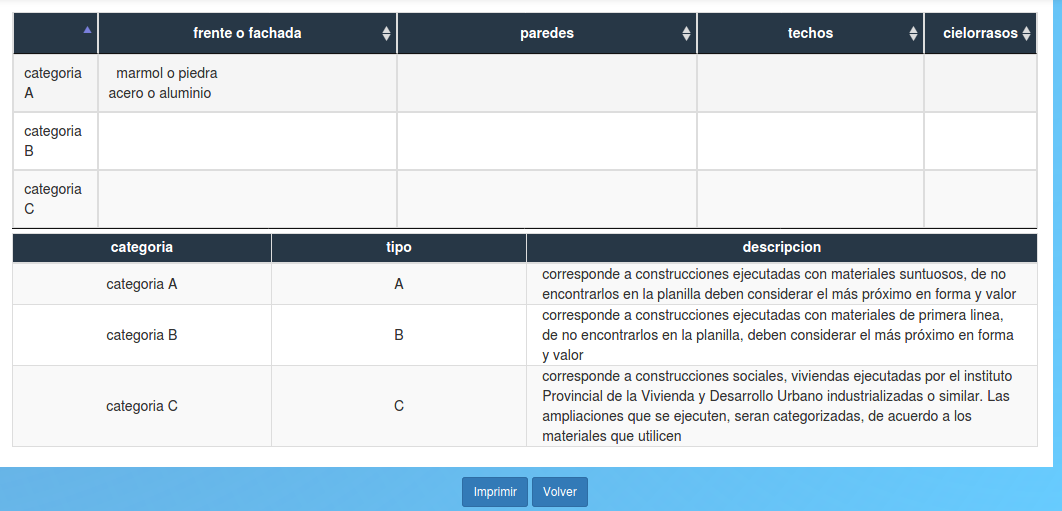 frente o fachada paredes techos cielorrasos
categoria
A
marmol o piedra
acero o aluminio
categoria
B
categoria
C
categoria tipo descripcion
categoria A A corresponde a construcciones ejecutadas con materiales suntuosos, de no
encontrarlos en la planilla deben considerar el más próximo en forma y valor
categoria B B corresponde a construcciones ejecutadas con materiales de primera linea,
de no encontrarlos en la planilla, deben considerar el más próximo en forma
y valor
categoria C C corresponde a construcciones sociales, viviendas ejecutadas por el instituto
Provincial de la Vivienda y Desarrollo Urbano industrializadas o similar. Las
ampliaciones que se ejecuten, seran categorizadas, de acuerdo a los
materiales que utilicen
Imprimir Volver